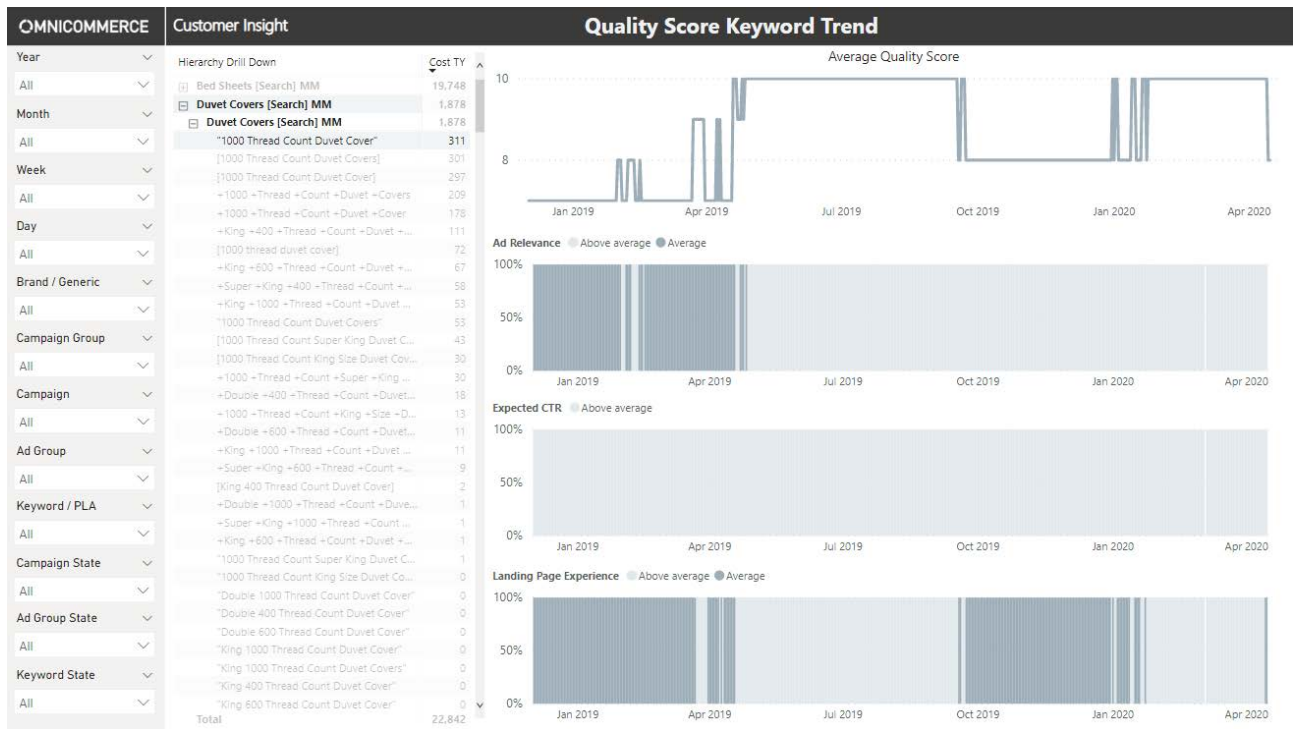 OMNICOMMERCE
Customer Insight
Quality Score Keyword Trend
Year
All
Month
All
Week
All
Day
All
Brand / Generic
All
Campaign Group
All
Campaign
All
Ad Group
All
Keyword / PLA
All
Campaign State
All
Ad Group State
All
Keyword State
All
Hierarchy Drill Down Cost TY
Bed Sheets [Search] MM 19,748
Duvet Covers [Search] MM 1,878
Duvet Covers [Search] MM 1,878
"1000 Thread Count Duvet Cover" 311
[1000 Thread Count Duvet Covers] 301
[1000 Thread Count Duvet Cover] 297
+1000 +Thread +Count +Duvet +Covers 209
+1000 +Thread +Count +Duvet +Cover 178
+King +400 +Thread +Count +Duvet +... 111
[1000 thread duvet cover] 72
+King +600 +Thread +Count +Duvet +... 67
+Super +King +400 +Thread +Count +... 58
+King +1000 +Thread +Count +Duvet ... 53
"1000 Thread Count Duvet Covers" 53
[1000 Thread Count Super King Duvet C... 43
[1000 Thread Count King Size Duvet Cov... 30
+1000 +Thread +Count +Super +King ... 30
+Double +400 +Thread +Count +Duvet... 18
+1000 +Thread +Count +King +Size +D... 13
+Double +600 +Thread +Count +Duvet... 11
+King +1000 +Thread +Count +Duvet ... 11
+Super +King +600 +Thread +Count +... 9
[King 400 Thread Count Duvet Cover] 2
+Double +1000 +Thread +Count +Duve... 1
+Super +King +1000 +Thread +Count ... 1
+King +600 +Thread +Count +Duvet +... 1
"1000 Thread Count Super King Duvet C... 1
"1000 Thread Count King Size Duvet Co... 0
"Double 1000 Thread Count Duvet Cover" 0
"Double 400 Thread Count Duvet Cover" 0
"Double 600 Thread Count Duvet Cover" 0
"King 1000 Thread Count Duvet Cover" 0
"King 1000 Thread Count Duvet Covers" 0
"King 400 Thread Count Duvet Cover" 0
"King 600 Thread Count Duvet Cover" 0
Total 22,842
Average Quality Score
10
8
Jan 2019 Apr 2019 Jul 2019 Oct 2019 Jan 2020 Apr 2020
Ad Relevance Above average Average
100%
50%
0%
Jan 2019 Apr 2019 Jul 2019 Oct 2019 Jan 2020 Apr 2020
Expected CTR Above average
100%
50%
0%
Jan 2019 Apr 2019 Jul 2019 Oct 2019 Jan 2020 Apr 2020
Landing Page Experience Above average Average
100%
50%
0%
Jan 2019 Apr 2019 Jul 2019 Oct 2019 Jan 2020 Apr 2020